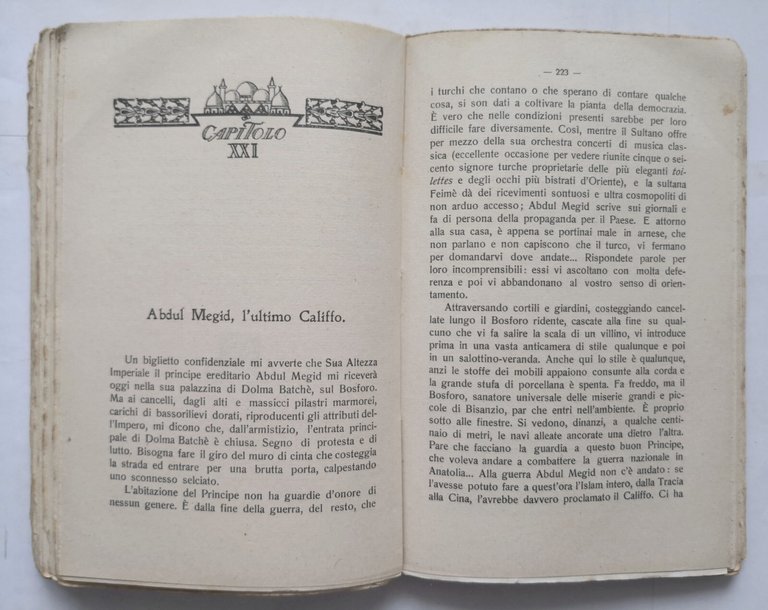 CAPITOLO
XXI
Abdul Megid, l'ultimo Califfo.
Un biglietto confidenziale mi avverte che Sua Altezza
Imperiale il principe ereditario Abdul Megid mi riceverà
oggi nella sua palazzina di Dolma Batchè, sul Bosforo.
Ma ai cancelli, dagli alti e massicci pilastri marmorei,
carichi di bassorilievi dorati, riproducenti gli attributi del-
l'Impero, mi dicono che, dall'armistizio, l'entrata princi-
pale di Dolma Batchè è chiusa. Segno di protesta e di
lutto. Bisogna fare il giro del muro di cinta che costeggia
la strada ed entrare per una brutta porta, calpestando
uno sconnesso selciato.
L'abitazione del Principe non ha guardie d'onore di
nessun genere. È dalla fine della guerra, del resto, che
— 223 —
i turchi che contano o che sperano di contare qualche
cosa, si son dati a coltivare la pianta della democrazia.
È vero che nelle condizioni presenti sarebbe per loro
difficile fare diversamente. Così, mentre il Sultano offre
per mezzo della sua orchestra concerti di musica clas-
sica (eccellente occasione per vedere riunite cinque o sei-
cento signore turche proprietarie delle più eleganti toi-
lettes e degli occhi più bistrati d'Oriente), e la sultana
Feimè dà dei ricevimenti sontuosi e ultra cosmopoliti di
non arduo accesso; Abdul Megid scrive sui giornali e
fa di persona della propaganda per il Paese. E attorno
alla sua casa, è appena se portinai male in arnese, che
non parlano e non capiscono che il turco, vi fermano
per domandarvi dove andate... Rispondete parole per
loro incomprensibili: essi vi ascoltano con molta defe-
renza e poi vi abbandonano al vostro senso di orien-
tamento.
Attraversando cortili e giardini, costeggiando cancel-
late lungo il Bosforo ridente, cascate alla fine su qual-
cuno che vi fa salire la scala di un villino, vi introduce
prima in una vasta anticamera di stile qualunque e poi
in un salottino-veranda. Anche qui lo stile è qualunque,
anzi le stoffe dei mobili appaiono consunte alla corda e
la grande stufa di porcellana è spenta. Fa freddo, ma il
Bosforo, sanatore universale delle miserie grandi e pic-
cole di Bisanzio, par che entri nell'ambiente. È proprio
sotto alle finestre. Si vedono, dinanzi, a qualche centi-
naio di metri, le navi alleate ancorate una dietro l'altra.
Pare che facciano la guardia a questo buon Principe,
che voleva andare a combattere la guerra nazionale in
Anatolia... Alla guerra Abdul Megid non c'è andato: se
l'avesse potuto fare a quest'ora l'Islam intero, dalla Tracia
alla Cina, l'avrebbe davvero proclamato il Califfo. Ci ha